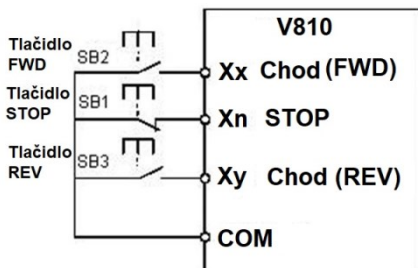 V810
Tlačidlo
FWD
SB2
Xx Chod (FWD)
Tlačidlo
STOP
SB1
Xn STOP
Tlačidlo
REV
SB3
Xy Chod (REV)
COM